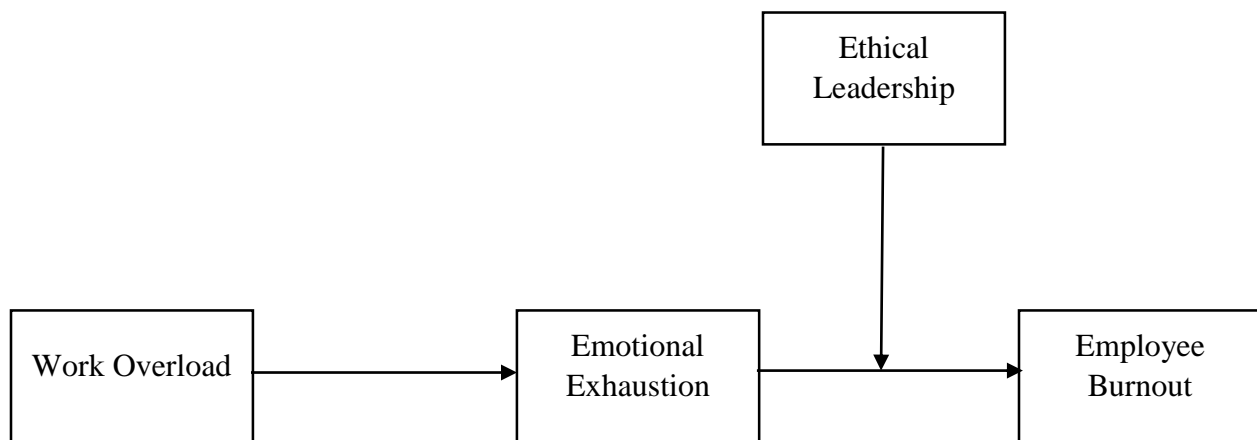 Ethical
Leadership
Work Overload
Emotional
Exhaustion
Employee
Burnout